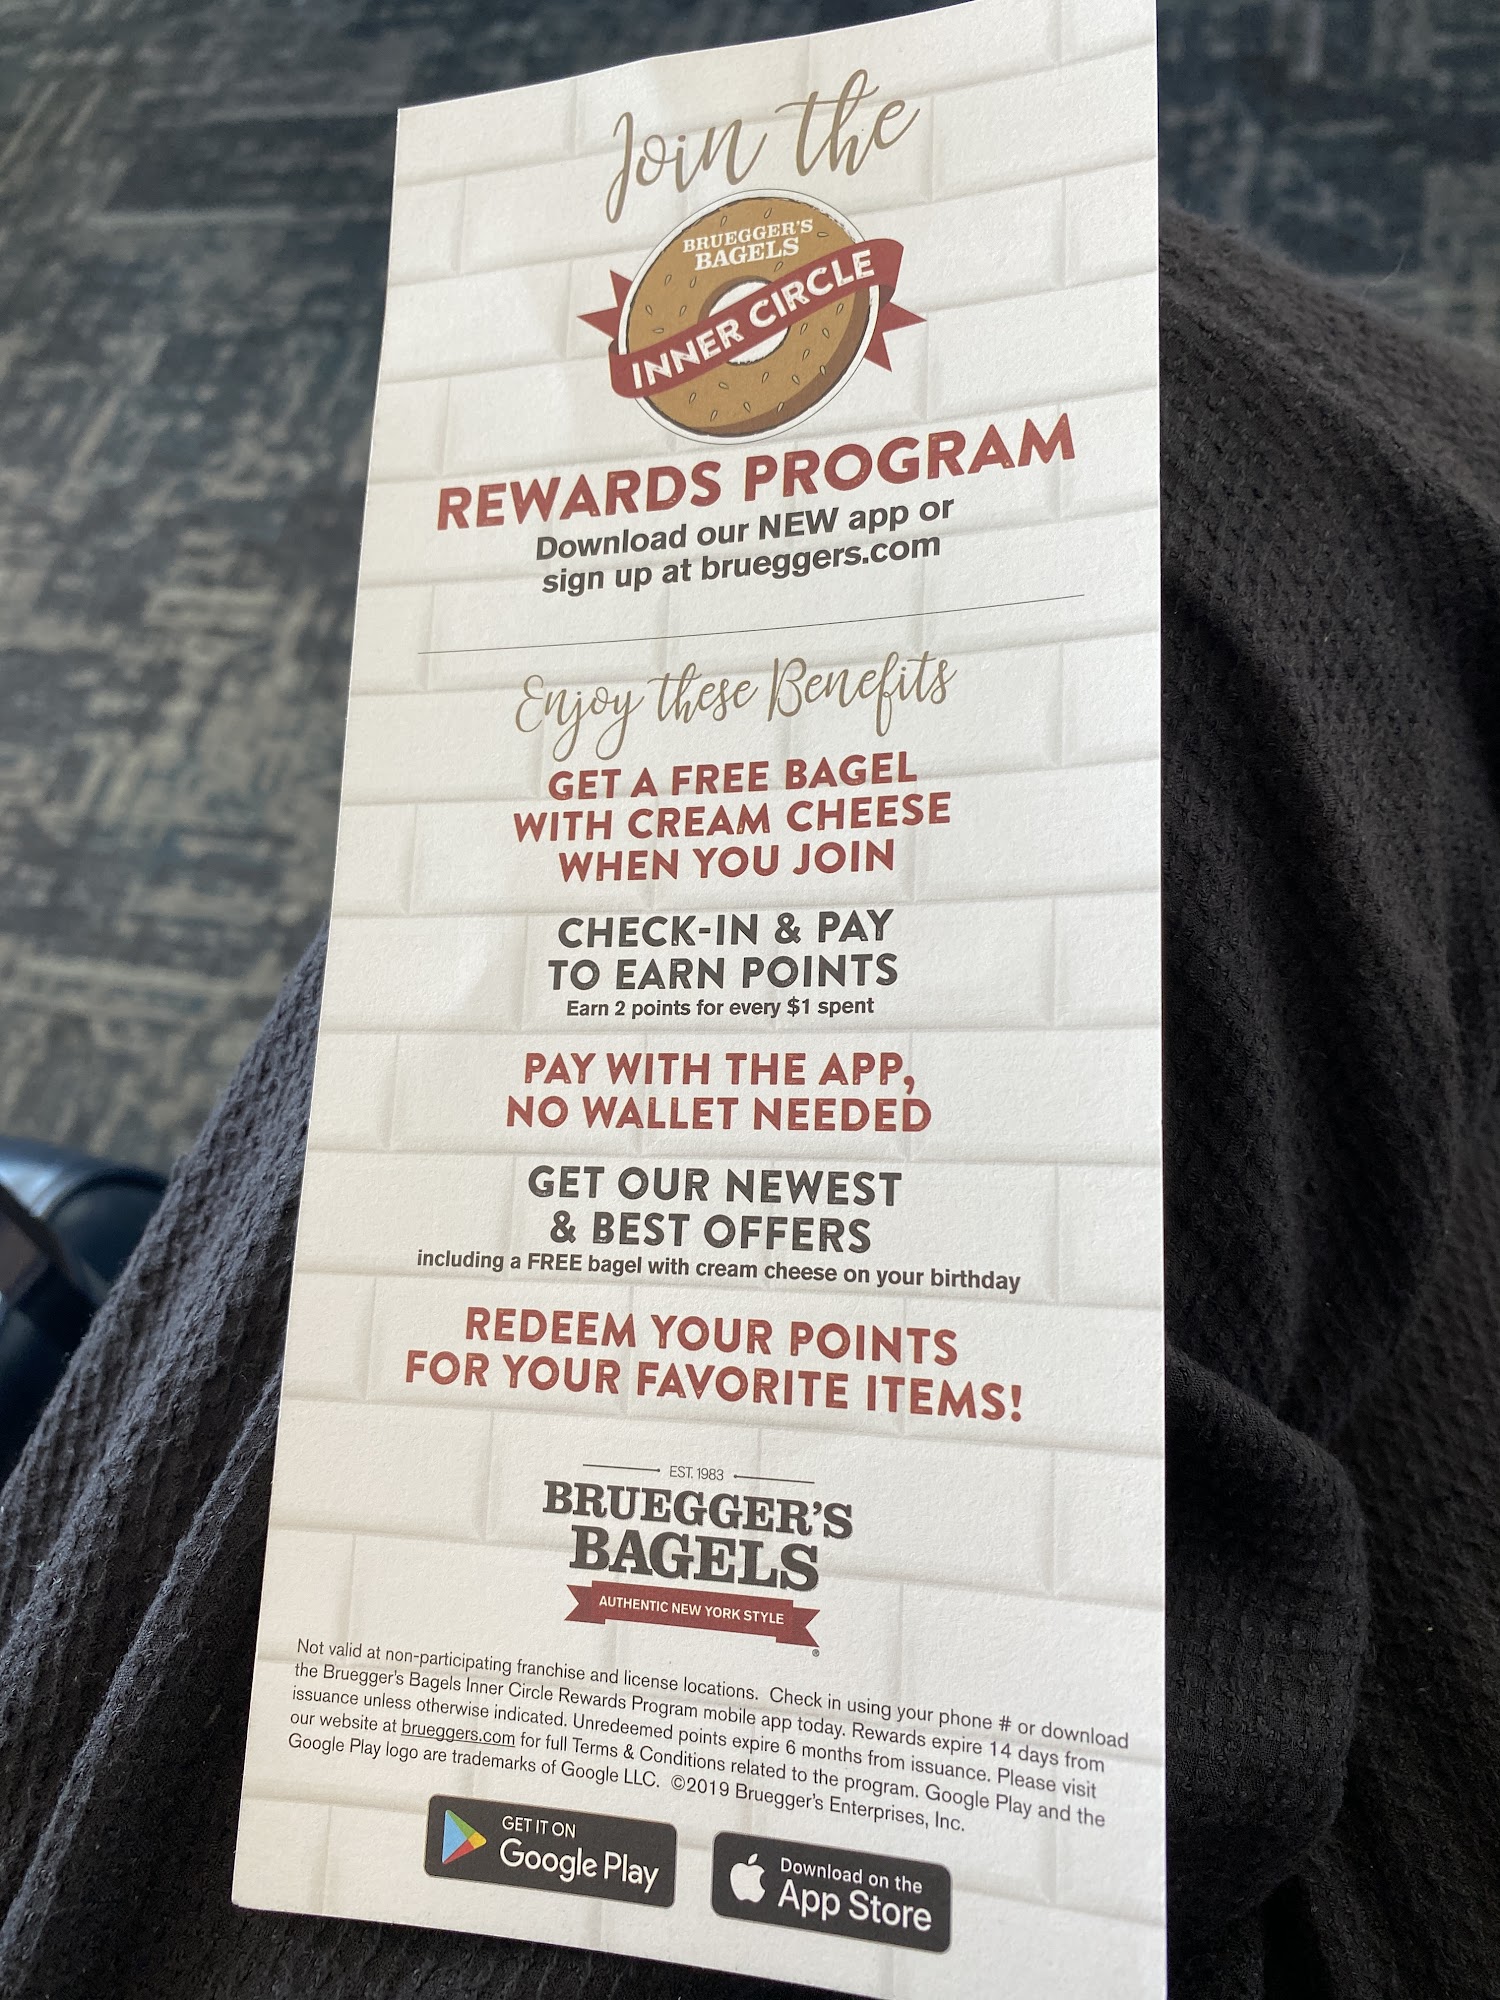 Join the
BRUEGGER'S
BAGELS
INNER CIRCLE
REWARDS PROGRAM
Download our NEW app or
sign up at brueggers.com
Enjoy these Benefits
GET A FREE BAGEL
WITH CREAM CHEESE
WHEN YOU JOIN
CHECK-IN & PAY
TO EARN POINTS
Earn 2 points for every $1 spent
PAY WITH THE APP,
NO WALLET NEEDED
GET OUR NEWEST
& BEST OFFERS
including a FREE bagel with cream cheese on your birthday
REDEEM YOUR POINTS
FOR YOUR FAVORITE ITEMS!
EST. 1983
BRUEGGER'S
BAGELS
AUTHENTIC NEW YORK STYLE
®
Not valid at non-participating franchise and license locations. Check in using your phone # or download
the Bruegger's Bagels Inner Circle Rewards Program mobile app today. Rewards expire 14 days from
issuance unless otherwise indicated. Unredeemed points expire 6 months from issuance. Please visit
our website at brueggers.com for full Terms & Conditions related to the program. Google Play and the
Google Play logo are trademarks of Google LLC. ©2019 Bruegger's Enterprises, Inc.
GET IT ON
Google Play
Download on the
App Store